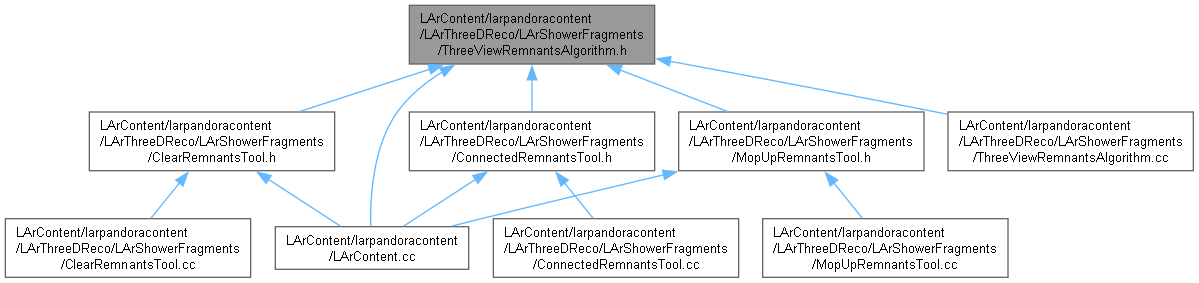 LArContent/larpandoracontent
/LArThreeDReco/LArShowerFragments
/ThreeViewRemnantsAlgorithm.h
LArContent/larpandoracontent
/LArThreeDReco/LArShowerFragments
/ClearRemnantsTool.h
LArContent/larpandoracontent
/LArThreeDReco/LArShowerFragments
/ConnectedRemnantsTool.h
LArContent/larpandoracontent
/LArThreeDReco/LArShowerFragments
/MopUpRemnantsTool.h
LArContent/larpandoracontent
/LArThreeDReco/LArShowerFragments
/ThreeViewRemnantsAlgorithm.cc
LArContent/larpandoracontent
/LArThreeDReco/LArShowerFragments
/ClearRemnantsTool.cc
LArContent/larpandoracontent
/LArContent.cc
LArContent/larpandoracontent
/LArThreeDReco/LArShowerFragments
/ConnectedRemnantsTool.cc
LArContent/larpandoracontent
/LArThreeDReco/LArShowerFragments
/MopUpRemnantsTool.cc